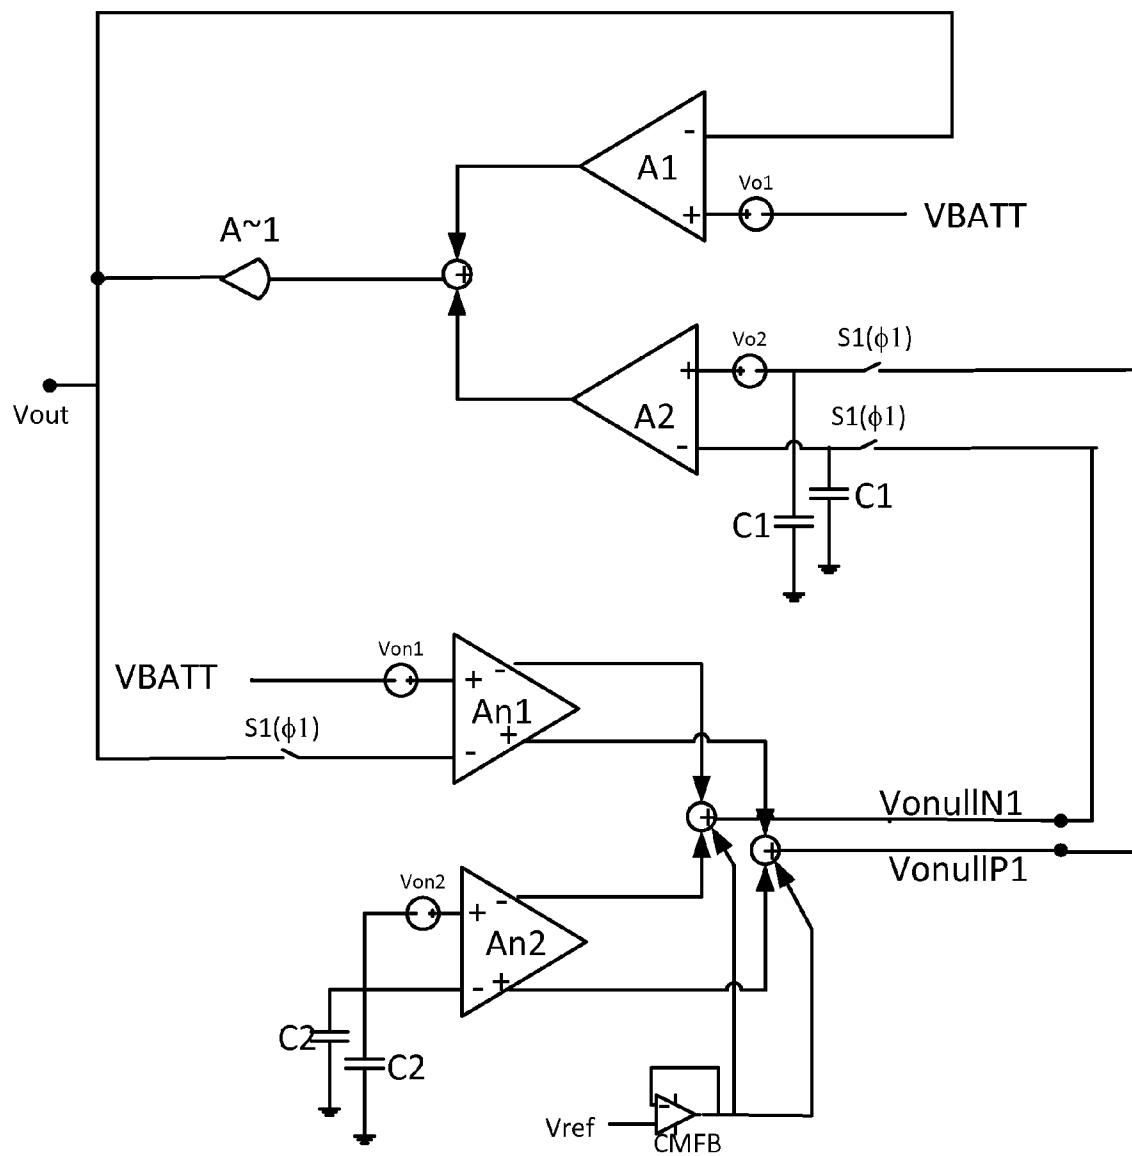 A1
Vo1
VBATT
A~1
Vo2
S1(ϕ1)
Vout
A2
S1(ϕ1)
C1
C1
VBATT
Von1
An1
S1(ϕ1)
VonullN1
VonullP1
Von2
An2
C2
C2
Vref
CMFB